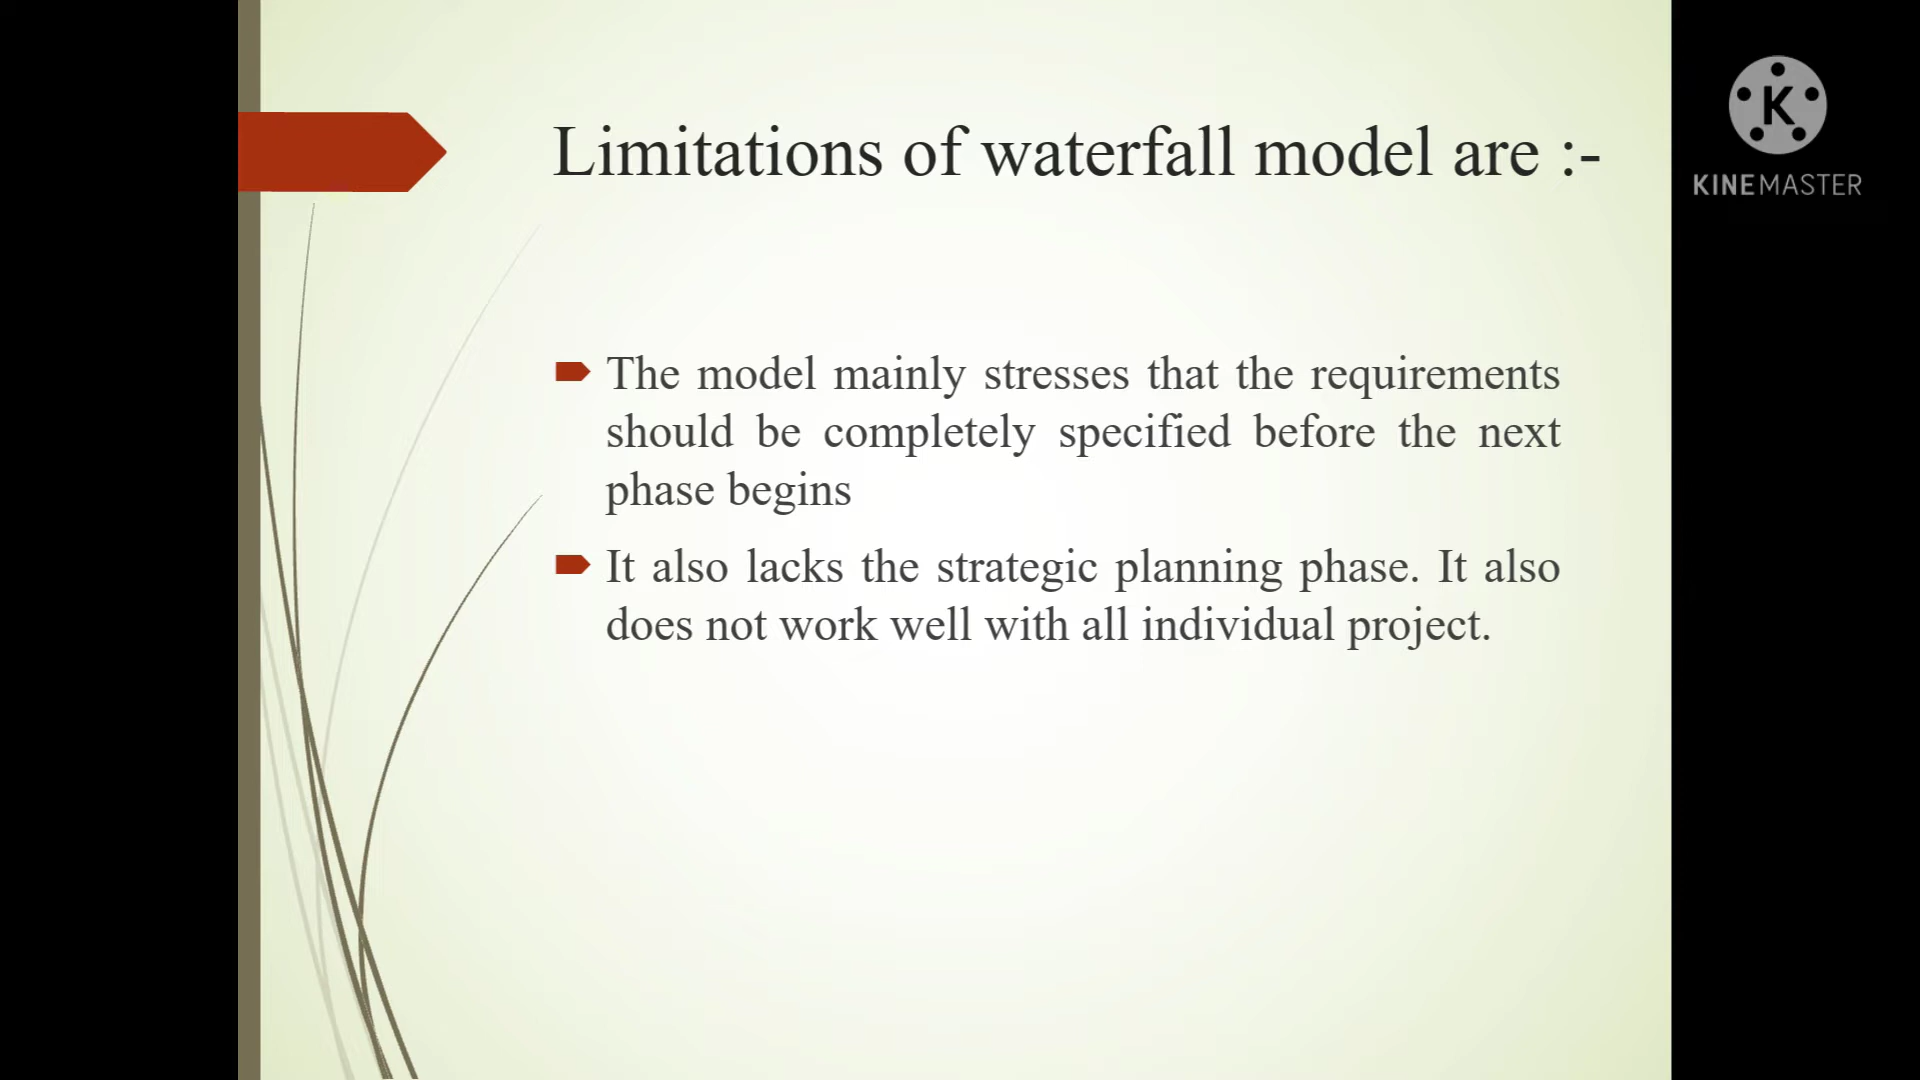 Limitations of waterfall model are :-
K
KINEMASTER
The model mainly stresses that the requirements
should be completely specified before the next
phase begins
It also lacks the strategic planning phase. It also
does not work well with all individual project.